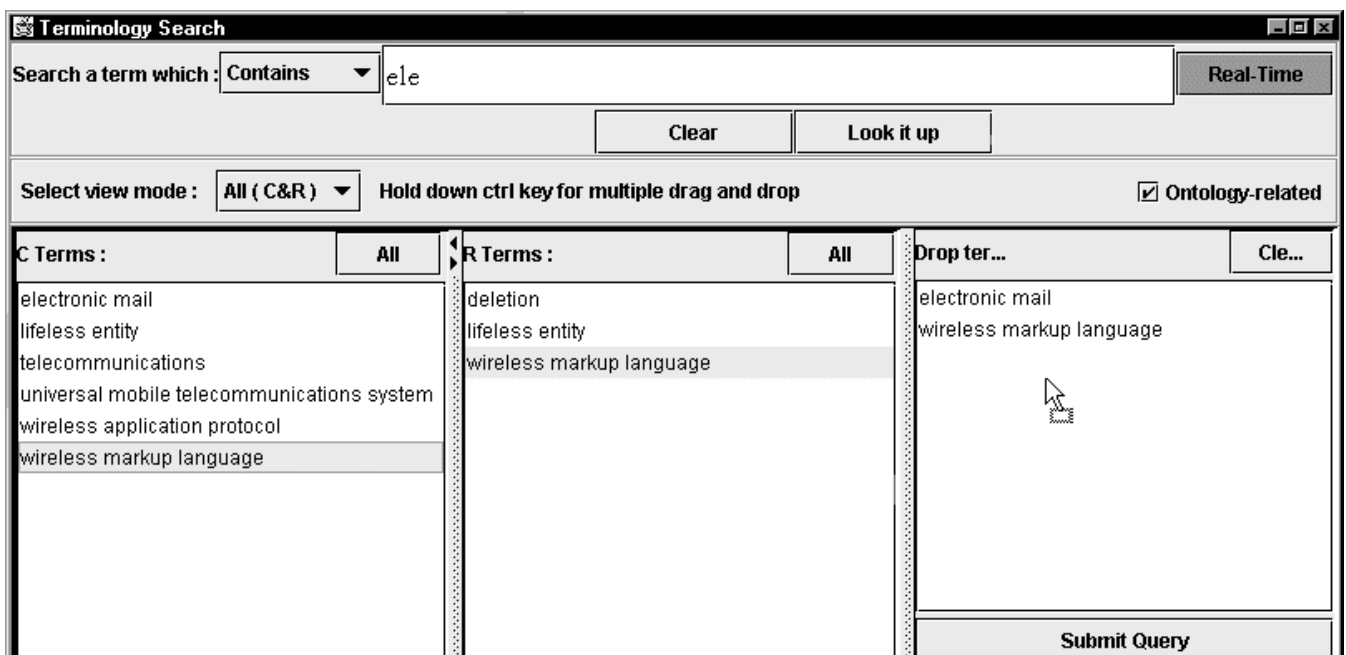 Terminology Search
Search a term which : Contains ele Real-Time
Clear Look it up
Select view mode : All ( C&R ) Hold down ctrl key for multiple drag and drop Ontology-related
C Terms : All R Terms : All Drop ter... Cle...
electronic mail
lifeless entity
telecommunications
universal mobile telecommunications system
wireless application protocol
wireless markup language
deletion
lifeless entity
wireless markup language
electronic mail
wireless markup language
Submit Query